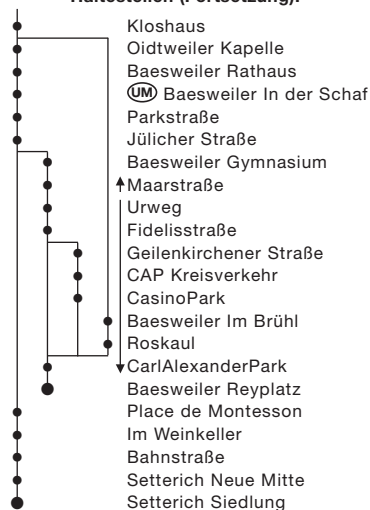 Haltestellen (Fortsetzung):
Kloshaus
Oidtweiler Kapelle
Baesweiler Rathaus
UM Baesweiler In der Schaf
Parkstraße
Jülicher Straße
Baesweiler Gymnasium
Maarstraße
Urweg
Fidelisstraße
Geilenkirchener Straße
CAP Kreisverkehr
CasinoPark
Baesweiler Im Brühl
Roskaul
CarlAlexanderPark
Baesweiler Reyplatz
Place de Montesson
Im Weinkeller
Bahnstraße
Setterich Neue Mitte
Setterich Siedlung